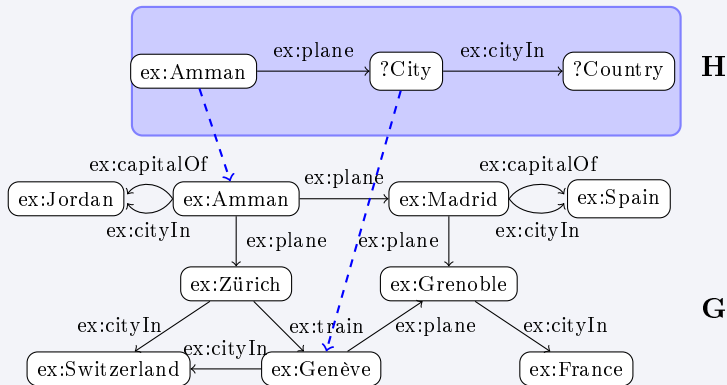 ex:plane ex:cityIn
ex:Amman ?City ?Country H
ex:capitalOf ex:plane ex:capitalOf
ex:Jordan ex:Amman ex:Madrid ex:Spain
ex:cityIn ex:cityIn
ex:plane ex:plane
ex:Zürich ex:Grenoble
G
ex:cityIn ex:train ex:plane ex:cityIn
ex:cityIn
ex:Switzerland ex:Genève ex:France